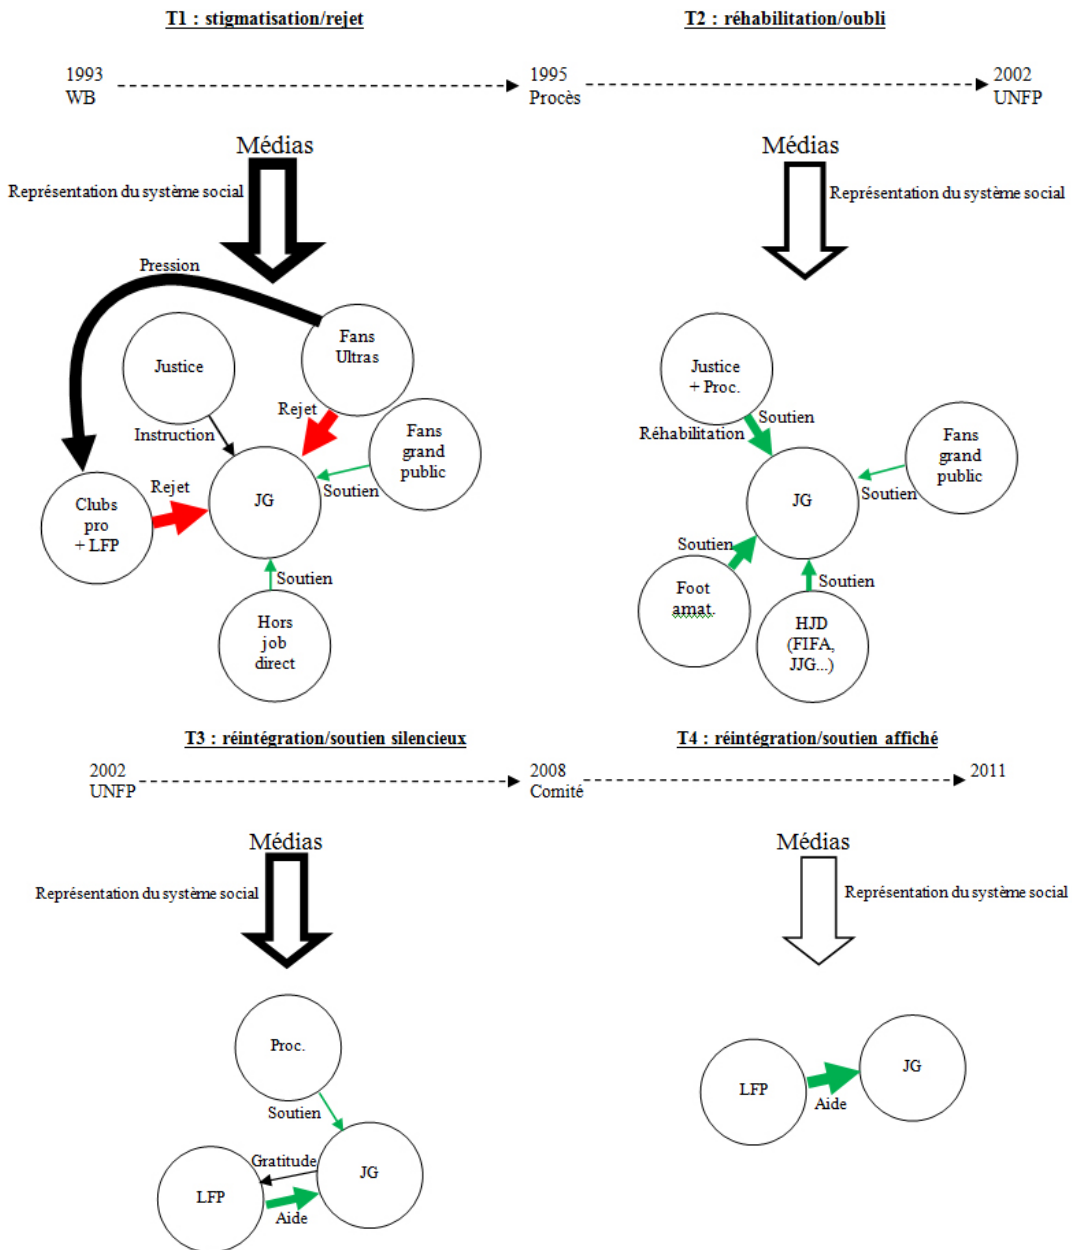 T1 : stigmatisation/rejet
T2 : réhabilitation/oubli
1993
WB
1995
Procès
2002
UNFP
Médias
Représentation du système social
Pression
Justice
Fans
Ultras
Rejet
Instruction
Fans
grand
public
Soutien
JG
Rejet
Clubs
pro
+ LFP
Soutien
Hors
job
direct
Médias
Représentation du système social
Justice
+ Proc.
Soutien
Réhabilitation
Fans
grand
public
Soutien
JG
Soutien
Foot
amat.
Soutien
HJD
(FIFA,
JJG...)
T3 : réintégration/soutien silencieux
T4 : réintégration/soutien affiché
2002
UNFP
2008
Comité
2011
Médias
Représentation du système social
Proc.
Soutien
Gratitude
JG
LFP
Aide
Médias
Représentation du système social
LFP
Aide
JG